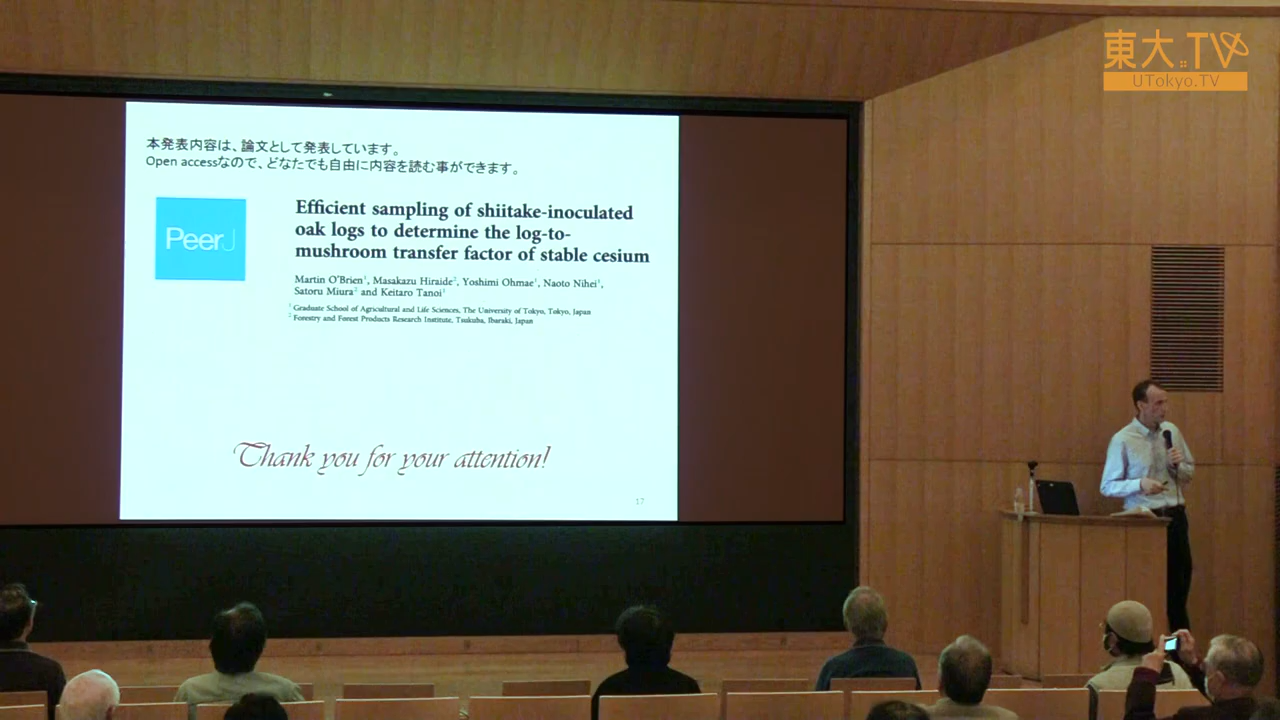 東大.TV
UTokyo.TV
本発表内容は、論文として発表しています。
Open accessなので、どなたでも自由に内容を読む事ができます。
PeerJ
Efficient sampling of shiitake-inoculated
oak logs to determine the log-to-
mushroom transfer factor of stable cesium
Martin O'Brien¹, Masakazu Hiraide², Yoshimi Ohmae¹, Naoto Nihei¹,
Satoru Miura² and Keitaro Tanoi¹
¹ Graduate School of Agricultural and Life Sciences, The University of Tokyo, Tokyo, Japan
² Forestry and Forest Products Research Institute, Tsukuba, Ibaraki, Japan
Thank you for your attention!
17